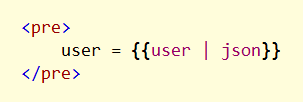 <pre>
    user = {{user | json}}
</pre>